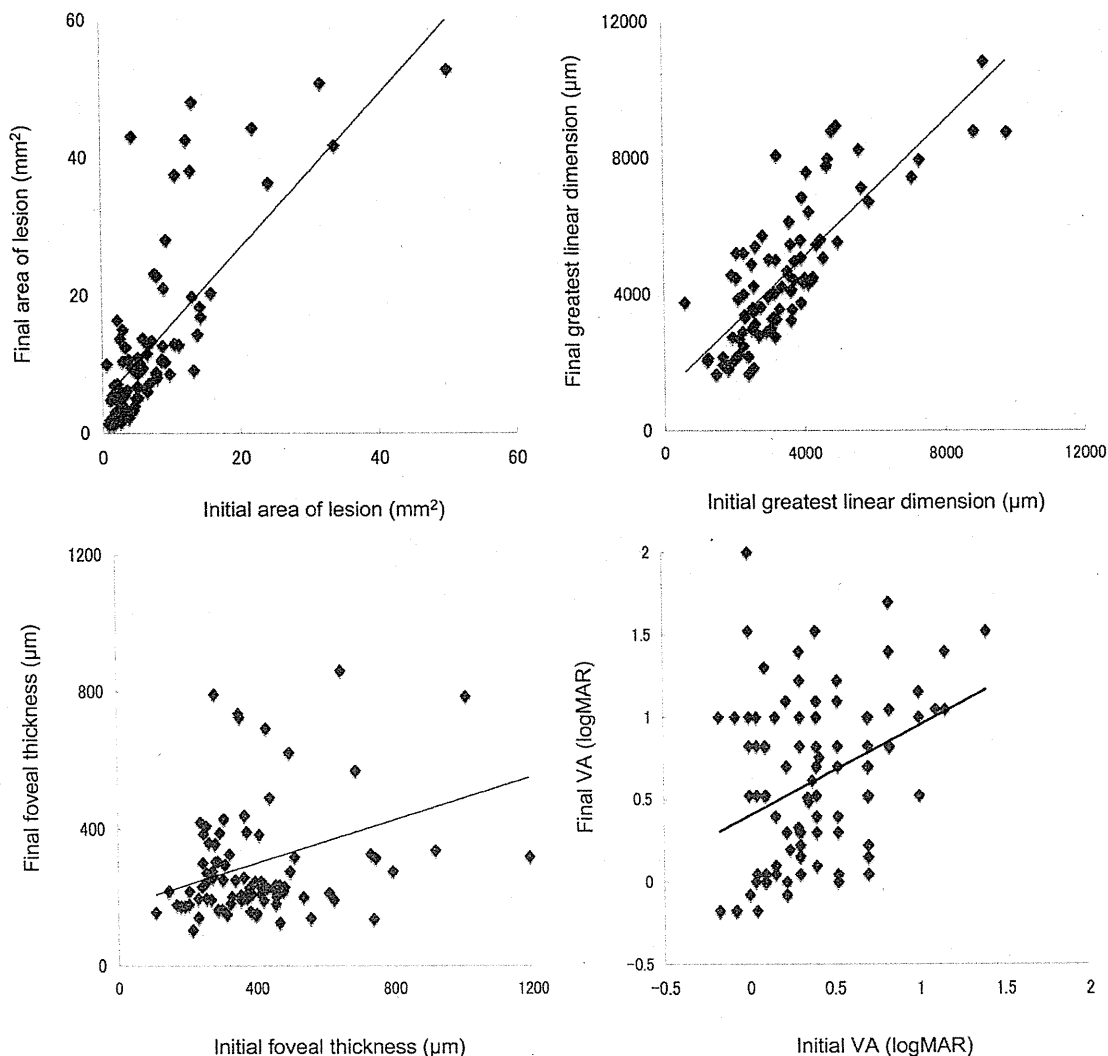 60
40
20
0
0 20 40 60
Final area of lesion (mm²)
Initial area of lesion (mm²)
12000
8000
4000
0
0 4000 8000 12000
Final greatest linear dimension (μm)
Initial greatest linear dimension (μm)
1200
800
400
0
0 400 800 1200
Final foveal thickness (μm)
Initial foveal thickness (μm)
2
1.5
1
0.5
0
-0.5
-0.5 0 0.5 1 1.5 2
Final VA (logMAR)
Initial VA (logMAR)